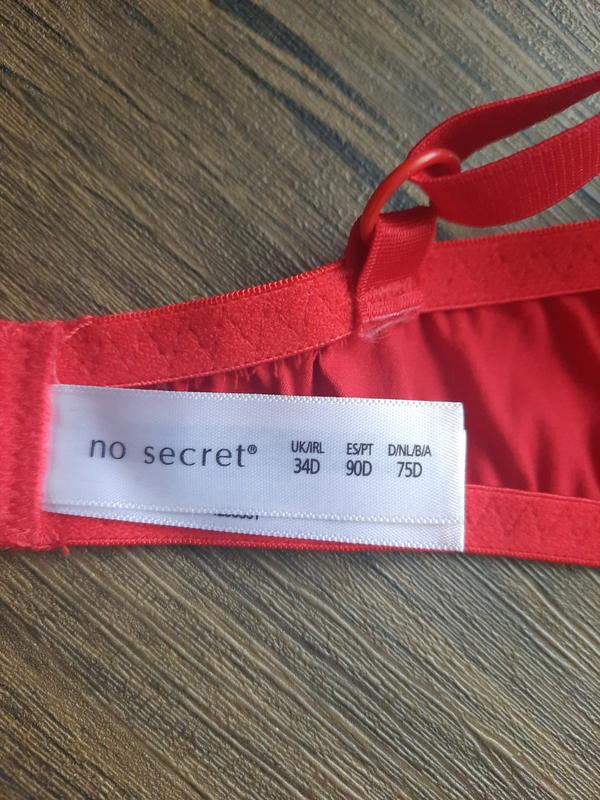 no secret®
UK/IRL ES/PT D/NL/B/A
34D 90D 75D